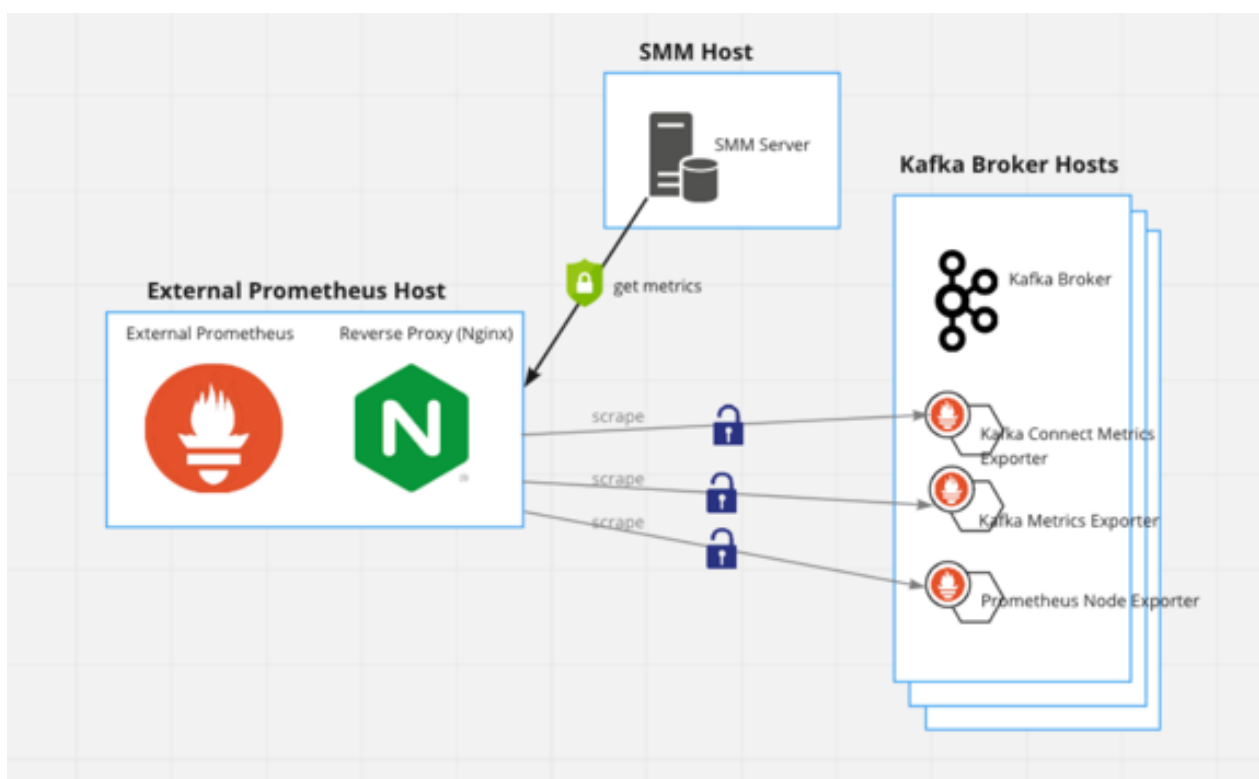 SMM Host
SMM Server
Kafka Broker Hosts
Kafka Broker
get metrics
External Prometheus Host
External Prometheus
Reverse Proxy (Nginx)
N
scrape
Kafka Connect Metrics
Exporter
scrape
Kafka Metrics Exporter
scrape
Prometheus Node Exporter